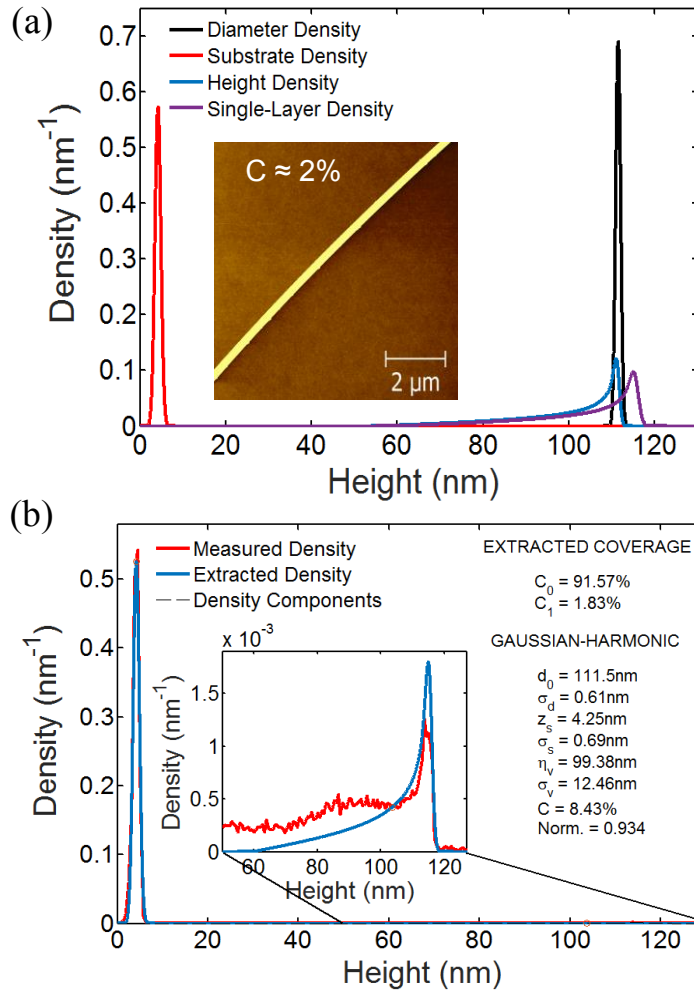 (a)
Diameter Density
Substrate Density
Height Density
Single-Layer Density
C ≈ 2%
2 µm
0.7
0.6
0.5
0.4
0.3
0.2
0.1
0
Density (nm⁻¹)
0 20 40 60 80 100 120
Height (nm)
(b)
Measured Density
Extracted Density
Density Components
EXTRACTED COVERAGE
C₀ = 91.57%
C₁ = 1.83%
GAUSSIAN-HARMONIC
d₀ = 111.5nm
σ_d = 0.61nm
z_s = 4.25nm
σ_s = 0.69nm
η_v = 99.38nm
σ_v = 12.46nm
C = 8.43%
Norm. = 0.934
x 10⁻³
1.5
1
0.5
0
Density (nm⁻¹)
60 80 100 120
Height (nm)
0.5
0.4
0.3
0.2
0.1
0
Density (nm⁻¹)
0 20 40 60 80 100 120
Height (nm)